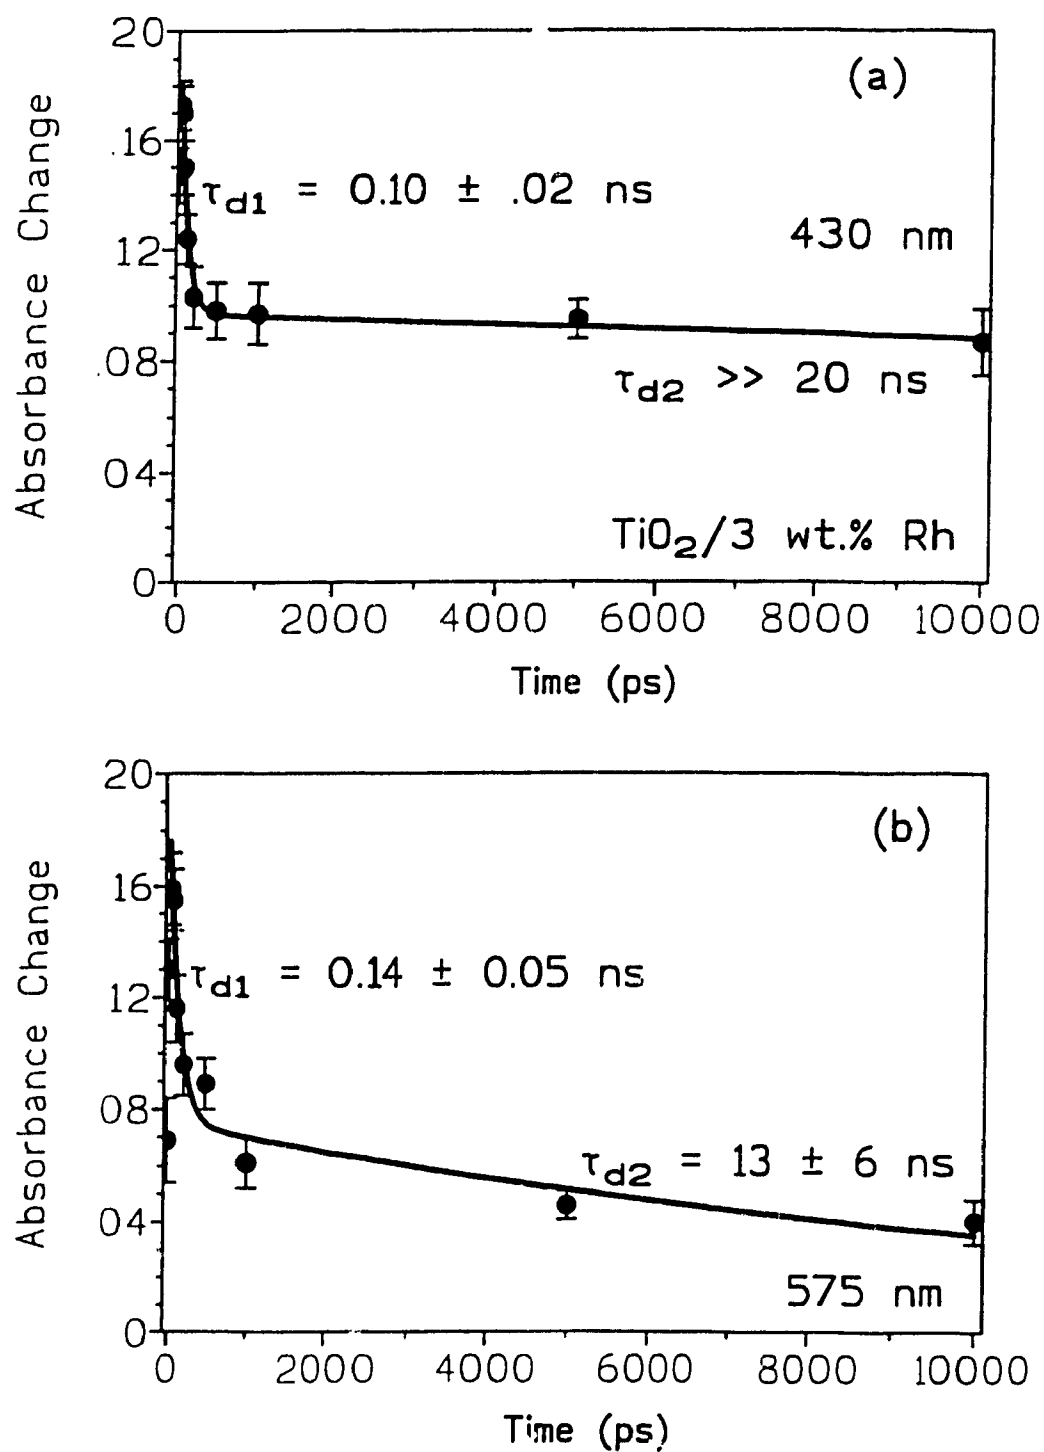 20
(a)
.16
τd1 = 0.10 ± .02 ns
430 nm
12
.08
τd2 >> 20 ns
04
TiO2/3 wt.% Rh
0
0 2000 4000 6000 8000 10000
Time (ps)
Absorbance Change
20
(b)
16
τd1 = 0.14 ± 0.05 ns
12
08
τd2 = 13 ± 6 ns
04
575 nm
0
0 2000 4000 6000 8000 10000
Time (ps)
Absorbance Change